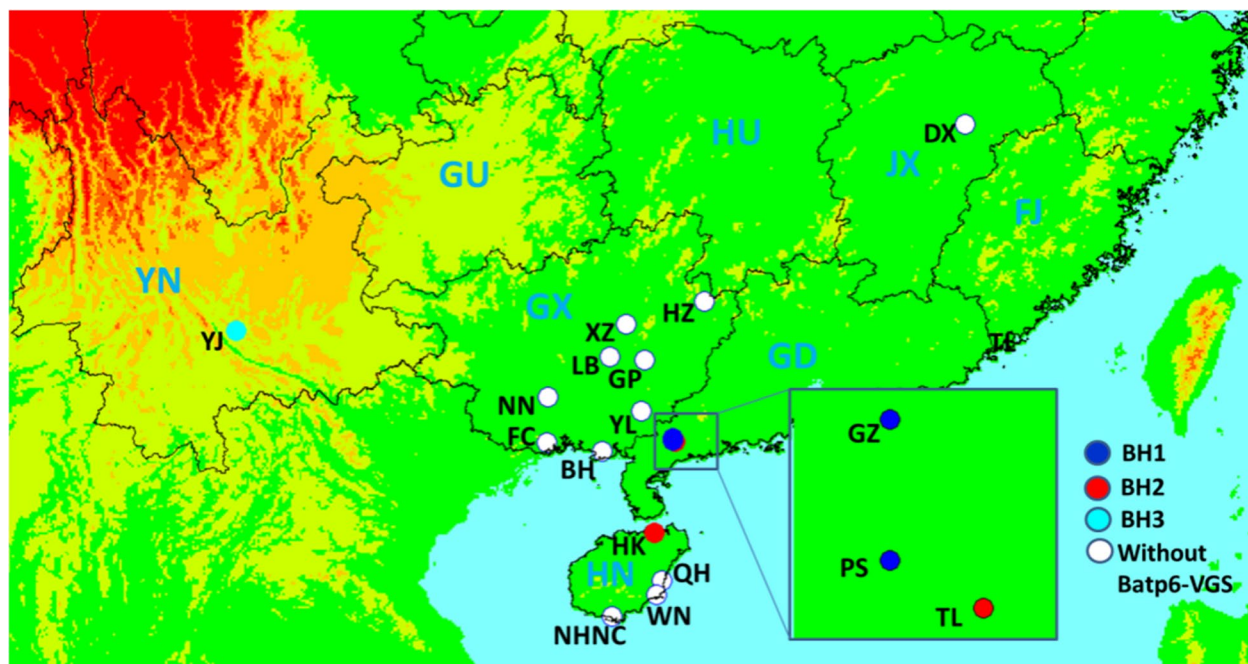 HU
DX
JX
GU
FJ
YN
GX
HZ
XZ
YJ
GD
TL
LB
GP
NN
YL
FC
BH
GZ
PS
TL
HK
HN
QH
WN
NHNC
BH1
BH2
BH3
Without
Batp6-VGS